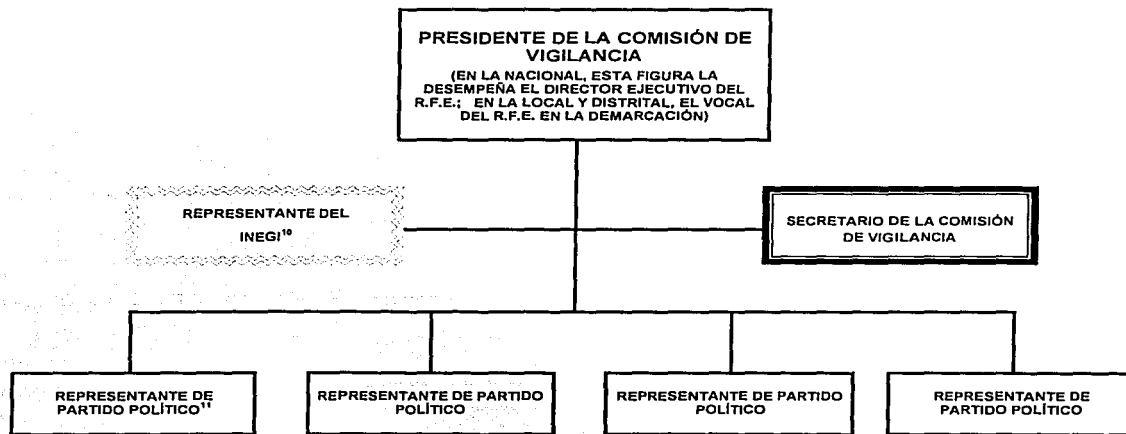 PRESIDENTE DE LA COMISIÓN DE
VIGILANCIA
(EN LA NACIONAL, ESTA FIGURA LA
DESEMPEÑA EL DIRECTOR EJECUTIVO DEL
R.F.E.; EN LA LOCAL Y DISTRITAL, EL VOCAL
DEL R.F.E. EN LA DEMARCACIÓN)
REPRESENTANTE DEL
INEGI¹⁰
SECRETARIO DE LA COMISIÓN
DE VIGILANCIA
REPRESENTANTE DE
PARTIDO POLÍTICO¹¹
REPRESENTANTE DE PARTIDO
POLÍTICO
REPRESENTANTE DE PARTIDO
POLÍTICO
REPRESENTANTE DE
PARTIDO POLÍTICO